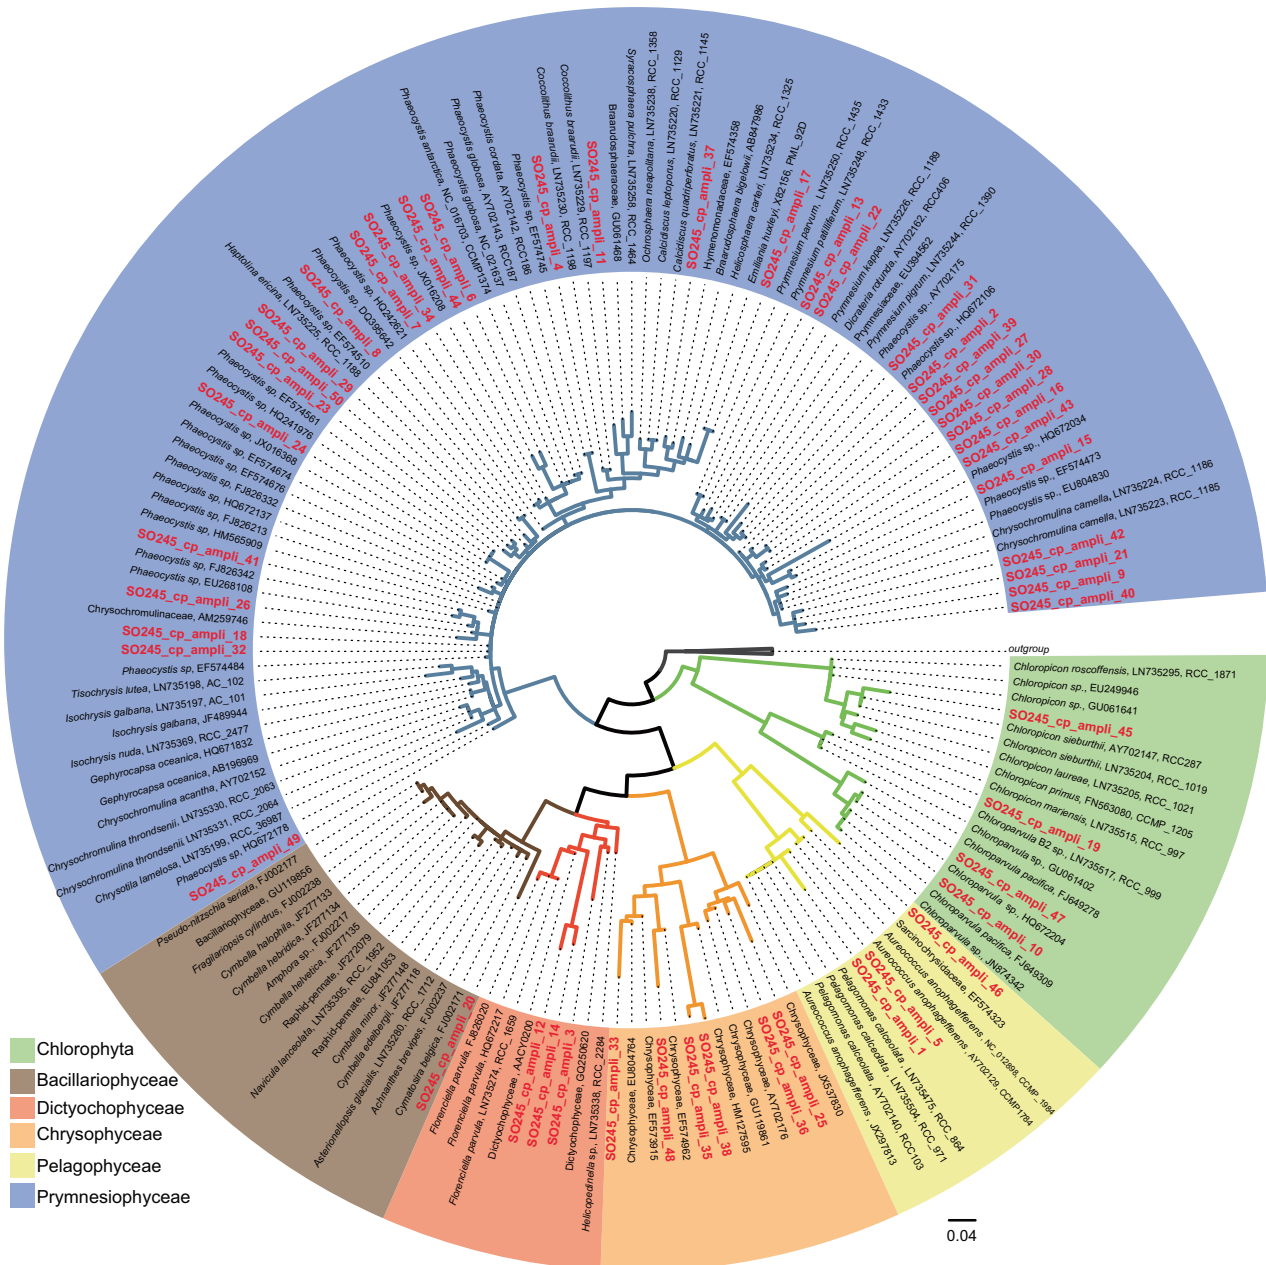 outgroup
Chloropicon roscoffensis, LN735295, RCC_1871
Chloropicon sp., EU249946
Chloropicon sp., GU061641
SO245_cp_ampli_45
Chloropicon sieburthii, AY702147, RCC287
Chloropicon sieburthii, LN735204, RCC_1019
Chloropicon laureae, LN735205, RCC_1021
Chloropicon primus, FN563080, CCMP_1205
Chloropicon mariensis, LN735515, RCC_997
SO245_cp_ampli_19
Chloroparvula B2 sp., LN735517, RCC_999
Chloroparvula sp., GU061402
Chloroparvula pacifica, FJ649278
SO245_cp_ampli_47
Chloroparvula sp., HQ672204
SO245_cp_ampli_10
Chloroparvula pacifica, FJ649309
Chloroparvula sp., JN874342
SO245_cp_ampli_46
Sarcinochrysidaceae, EF574323
Aureococcus anophagefferens, NC_012898, CCMP_1984
Aureococcus anophagefferens, AY702129, CCMP1784
SO245_cp_ampli_5
SO245_cp_ampli_1
Pelagomonas calceolata, LN735475, RCC_864
Pelagomonas calceolata, LN735504, RCC_971
Pelagomonas calceolata, AY702140, RCC103
Aureococcus anophagefferens, JX297813
Chrysophyceae, JX537830
SO245_cp_ampli_25
SO245_cp_ampli_36
Chrysophyceae, AY702176
Chrysophyceae, GU119861
Chrysophyceae, HM127595
SO245_cp_ampli_38
SO245_cp_ampli_35
Chrysophyceae, EF574962
SO245_cp_ampli_48
Chrysophyceae, EF573915
Chrysophyceae, EU804764
SO245_cp_ampli_33
Helicopedinella sp., LN735338, RCC_2284
Dictyochophyceae, GQ250620
SO245_cp_ampli_3
SO245_cp_ampli_14
SO245_cp_ampli_12
Dictyochophyceae, AACY0200
Florenciella parvula, LN735274, RCC_1659
Florenciella parvula, HQ672217
Florenciella parvula, FJ826020
SO245_cp_ampli_20
Cymatosira belgica, FJ002171
Achnanthes brevipes, FJ002237
Asterionellopsis glacialis, LN735280, RCC_1712
Cymbella edelbergii, JF277118
Cymbella minor, JF277148
Raphid-pennate, EU841053
Navicula lanceolata, LN735305, RCC_1952
Raphid-pennate, JF272079
Cymbella helvetica, JF277135
Amphora sp., FJ002217
Cymbella hebridica, JF277134
Cymbella halophila, JF277133
Fragilariopsis cylindrus, FJ002238
Bacillariophyceae, GU119856
Pseudo-nitzschia seriata, FJ002177
SO245_cp_ampli_49
Phaeocystis sp., HQ672178
Chrysotila lamelosa, LN735199, RCC_36987
Chrysochromulina throndsenii, LN735331, RCC_2064
Chrysochromulina throndsenii, LN735330, RCC_2063
Chrysochromulina acantha, AY702152
Gephyrocapsa oceanica, AB196969
Gephyrocapsa oceanica, HQ671832
Isochrysis nuda, LN735369, RCC_2477
Isochrysis galbana, JF489944
Isochrysis galbana, LN735197, AC_101
Tisochrysis lutea, LN735198, AC_102
Phaeocystis sp, EF574484
SO245_cp_ampli_32
SO245_cp_ampli_18
Chrysochromulinaceae, AM259746
SO245_cp_ampli_26
Phaeocystis sp, EU268108
Phaeocystis sp, FJ826342
SO245_cp_ampli_41
Phaeocystis sp, HM565909
Phaeocystis sp, FJ826213
Phaeocystis sp, HQ672137
Phaeocystis sp, FJ826332
Phaeocystis sp, EF574676
Phaeocystis sp, EF574674
Phaeocystis sp, JX016368
SO245_cp_ampli_24
Phaeocystis sp, HQ241976
Phaeocystis sp, EF574561
SO245_cp_ampli_23
SO245_cp_ampli_50
SO245_cp_ampli_29
Haptolina ericina, LN735225, RCC_1188
Phaeocystis sp, EF574510
SO245_cp_ampli_8
Phaeocystis sp, DQ395642
Phaeocystis sp, HQ242621
SO245_cp_ampli_7
SO245_cp_ampli_34
Phaeocystis sp, JX016208
SO245_cp_ampli_44
SO245_cp_ampli_6
Phaeocystis antarctica, NC_016703, CCMP1374
Phaeocystis globosa, NC_021637
Phaeocystis globosa, AY702143, RCC187
Phaeocystis cordata, AY702142, RCC186
Phaeocystis sp, EF574745
SO245_cp_ampli_4
Coccolithus braarudii, LN735230, RCC_1198
Coccolithus braarudii, LN735229, RCC_1197
SO245_cp_ampli_11
Braarudosphaeraceae, GU061468
Syracosphaera pulchra, LN735258, RCC_1464
Ochrosphaera neapolitana, LN735238, RCC_1358
Calcidiscus leptoporus, LN735220, RCC_1129
Calcidiscus quadriperforatus, LN735221, RCC_1145
SO245_cp_ampli_37
Hymenomonadaceae, EF574358
Braarudosphaera bigelowii, AB847986
Helicosphaera carteri, LN735234, RCC_1325
Emiliania huxleyi, X82156, PML_92D
SO245_cp_ampli_17
Prymnesium parvum, LN735250, RCC_1435
Prymnesium patilliferum, LN735248, RCC_1433
SO245_cp_ampli_13
SO245_cp_ampli_22
Prymnesium kappa, LN735226, RCC_1189
Dicrateria rotunda, AY702162, RCC406
Prymnesiaceae, EU394562
Prymnesium pigrum, LN735244, RCC_1390
Phaeocystis sp., AY702175
SO245_cp_ampli_31
Phaeocystis sp., HQ672106
SO245_cp_ampli_2
SO245_cp_ampli_39
SO245_cp_ampli_27
SO245_cp_ampli_30
SO245_cp_ampli_28
SO245_cp_ampli_16
SO245_cp_ampli_43
Phaeocystis sp., HQ672034
SO245_cp_ampli_15
Phaeocystis sp., EF574473
Phaeocystis sp., EU804830
Chrysochromulina camella, LN735224, RCC_1186
Chrysochromulina camella, LN735223, RCC_1185
SO245_cp_ampli_42
SO245_cp_ampli_21
SO245_cp_ampli_9
SO245_cp_ampli_40
Chlorophyta
Bacillariophyceae
Dictyochophyceae
Chrysophyceae
Pelagophyceae
Prymnesiophyceae
0.04